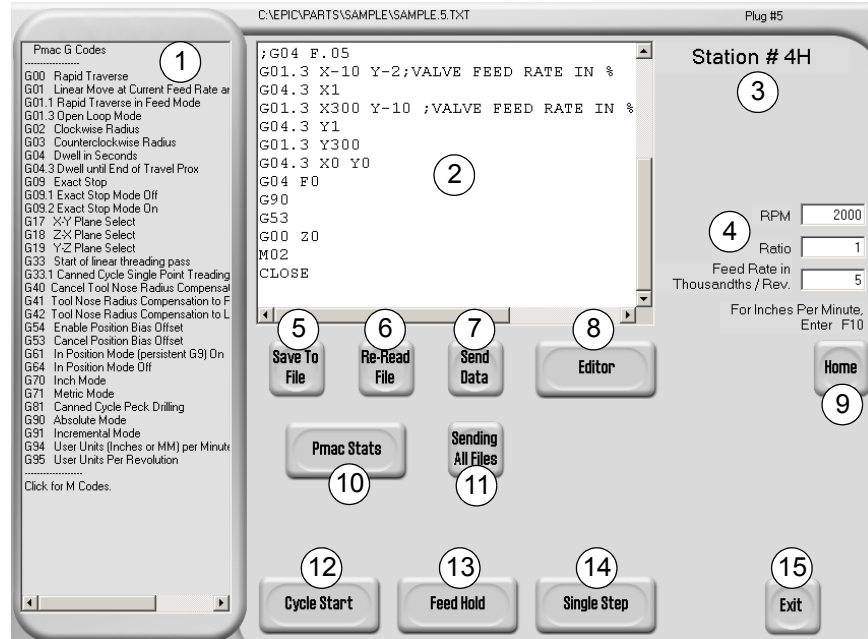 C:\EPIC\PARTS\SAMPLE\SAMPLE.5.TXT
Plug #5
Pmac G Codes
1
-------------------
G00 Rapid Traverse
G01 Linear Move at Current Feed Rate
G01.1 Rapid Traverse in Feed Mode
G01.3 Open Loop Mode
G02 Clockwise Radius
G03 Counterclockwise Radius
G04 Dwell in Seconds
G04.3 Dwell until End of Travel Prox
G09 Exact Stop
G09.1 Exact Stop Mode Off
G09.2 Exact Stop Mode On
G17 X-Y Plane Select
G18 Z-X Plane Select
G19 Y-Z Plane Select
G33 Start of linear threading pass
G33.1 Canned Cycle Single Point Treading
G40 Cancel Tool Nose Radius Compensat
G41 Tool Nose Radius Compensation to F
G42 Tool Nose Radius Compensation to L
G54 Enable Position Bias Offset
G53 Cancel Position Bias Offset
G61 In Position Mode (persistent G9) On
G64 In Position Mode Off
G70 Inch Mode
G71 Metric Mode
G81 Canned Cycle Peck Drilling
G90 Absolute Mode
G91 Incremental Mode
G94 User Units (Inches or MM) per Minute
G95 User Units Per Revolution
-------------------
Click for M Codes.
;G04 F.05
G01.3 X-10 Y-2;VALVE FEED RATE IN %
G04.3 X1
G01.3 X300 Y-10 ;VALVE FEED RATE IN %
G04.3 Y1
G01.3 Y300
G04.3 X0 Y0
G04 F0
G90
G53
G00 Z0
M02
CLOSE
2
Station # 4H
3
4
RPM 2000
Ratio 1
Feed Rate in
Thousandths / Rev. 5
For Inches Per Minute,
Enter F10
5
Save To
File
6
Re-Read
File
7
Send
Data
8
Editor
Home
9
Pmac Stats
10
Sending
All Files
11
12
Cycle Start
13
Feed Hold
14
Single Step
15
Exit